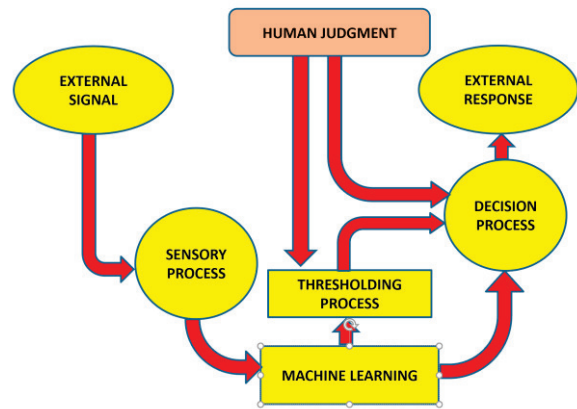 HUMAN JUDGMENT
EXTERNAL
SIGNAL
EXTERNAL
RESPONSE
SENSORY
PROCESS
DECISION
PROCESS
THRESHOLDING
PROCESS
MACHINE LEARNING